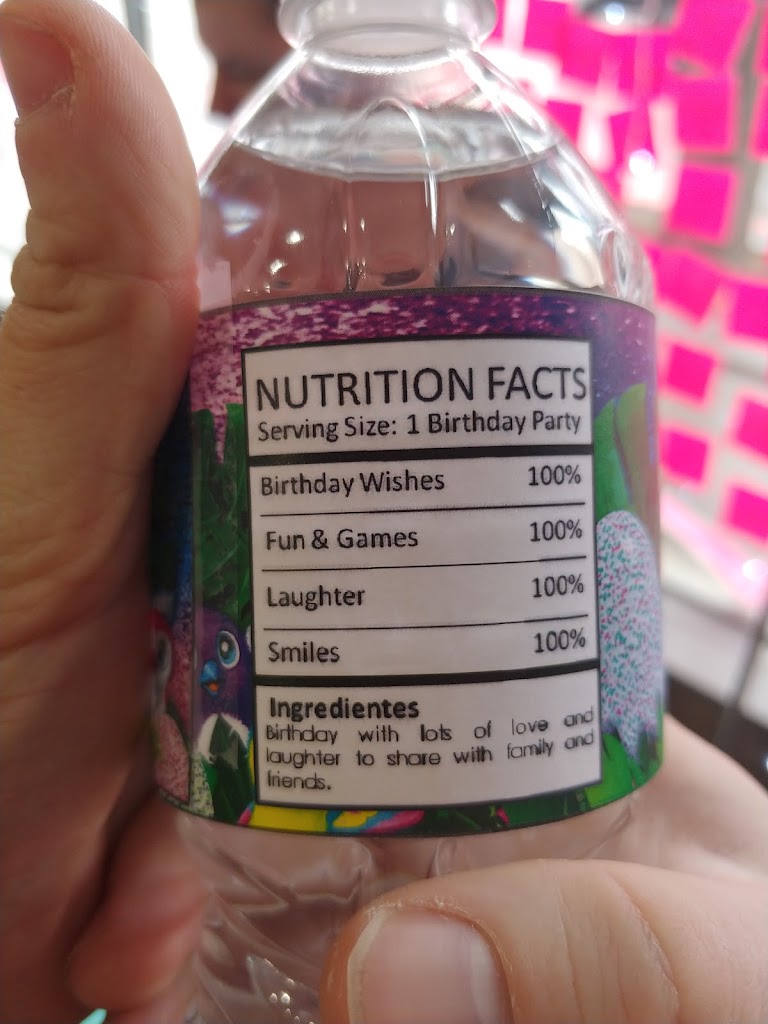 NUTRITION FACTS
Serving Size: 1 Birthday Party
Birthday Wishes 100%
Fun & Games 100%
Laughter 100%
Smiles 100%
Ingredientes
Birthday with lots of love and
laughter to share with family and
friends.